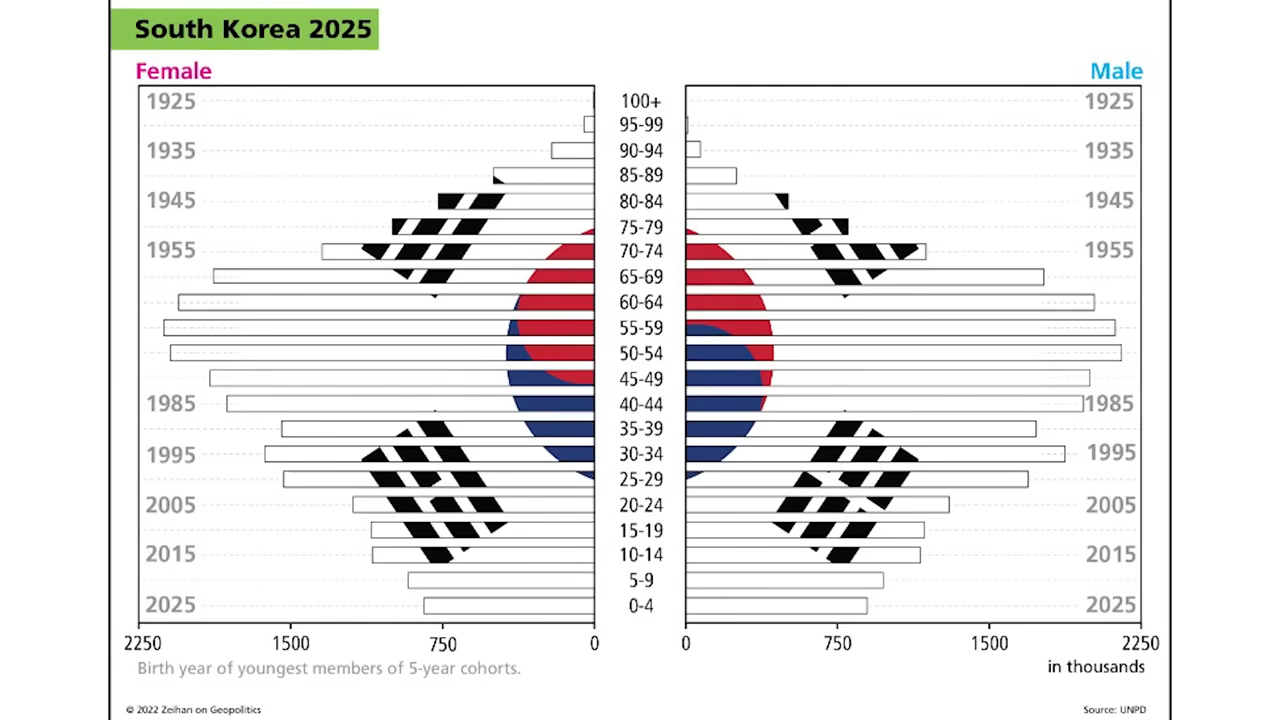 South Korea 2025
Female Male
1925 100+ 1925
95-99
1935 90-94 1935
85-89
1945 80-84 1945
75-79
1955 70-74 1955
65-69
60-64
55-59
50-54
45-49
1985 40-44 1985
35-39
1995 30-34 1995
25-29
2005 20-24 2005
15-19
2015 10-14 2015
5-9
2025 0-4 2025
2250 1500 750 0 0 750 1500 2250
Birth year of youngest members of 5-year cohorts. in thousands
© 2022 Zeihan on Geopolitics Source: UNPD